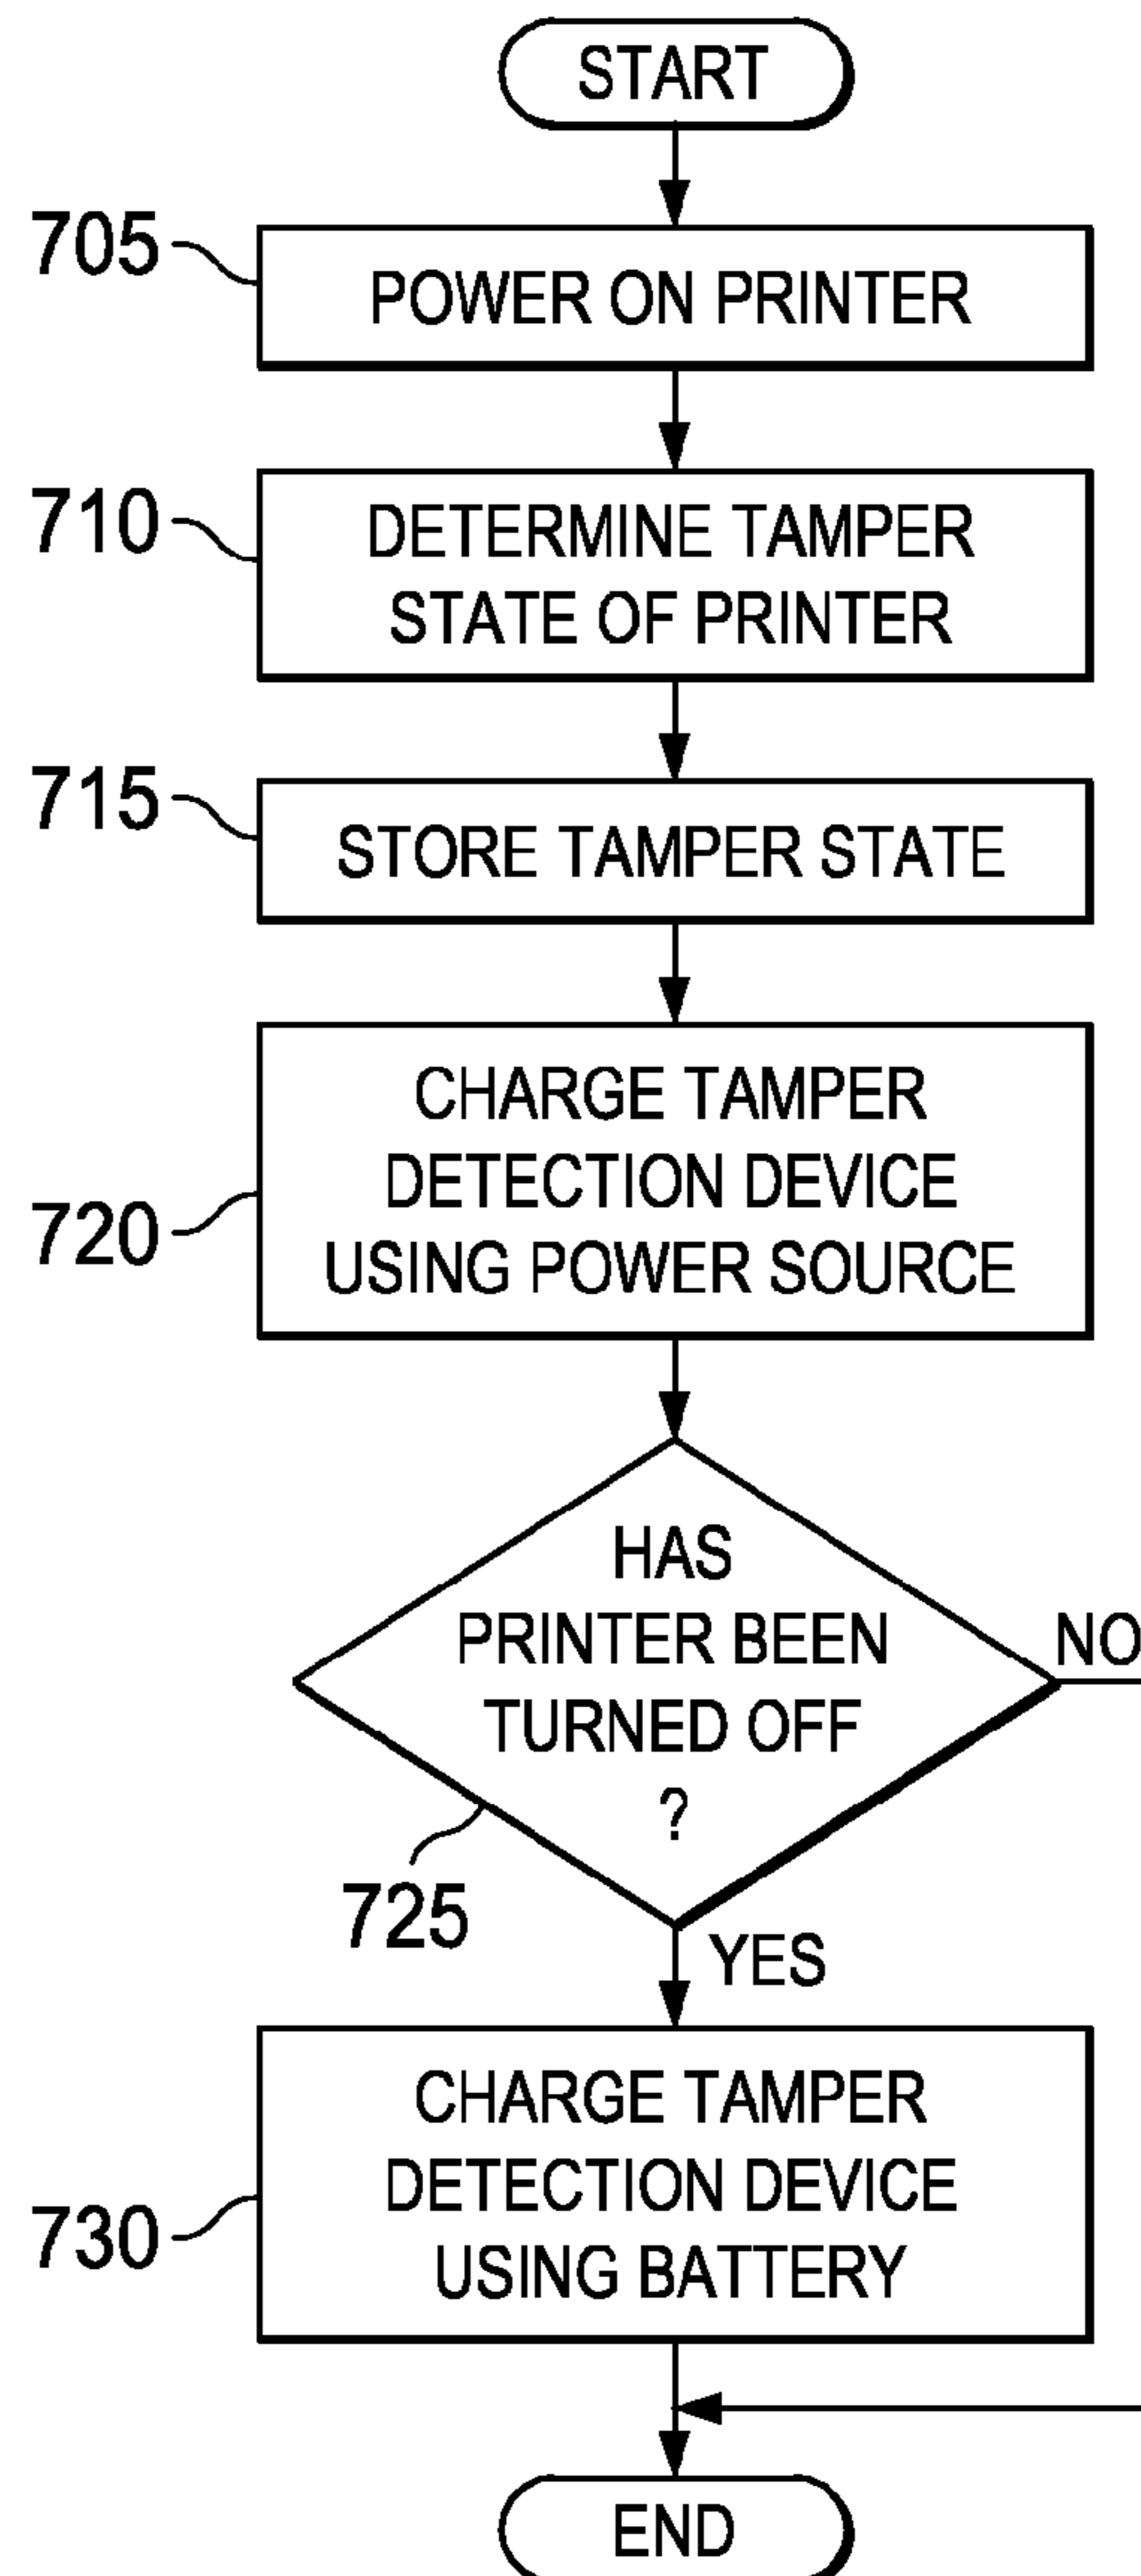 START
705
POWER ON PRINTER
710
DETERMINE TAMPER
STATE OF PRINTER
715
STORE TAMPER STATE
720
CHARGE TAMPER
DETECTION DEVICE
USING POWER SOURCE
HAS
PRINTER BEEN
TURNED OFF
?
NO
725
YES
730
CHARGE TAMPER
DETECTION DEVICE
USING BATTERY
END